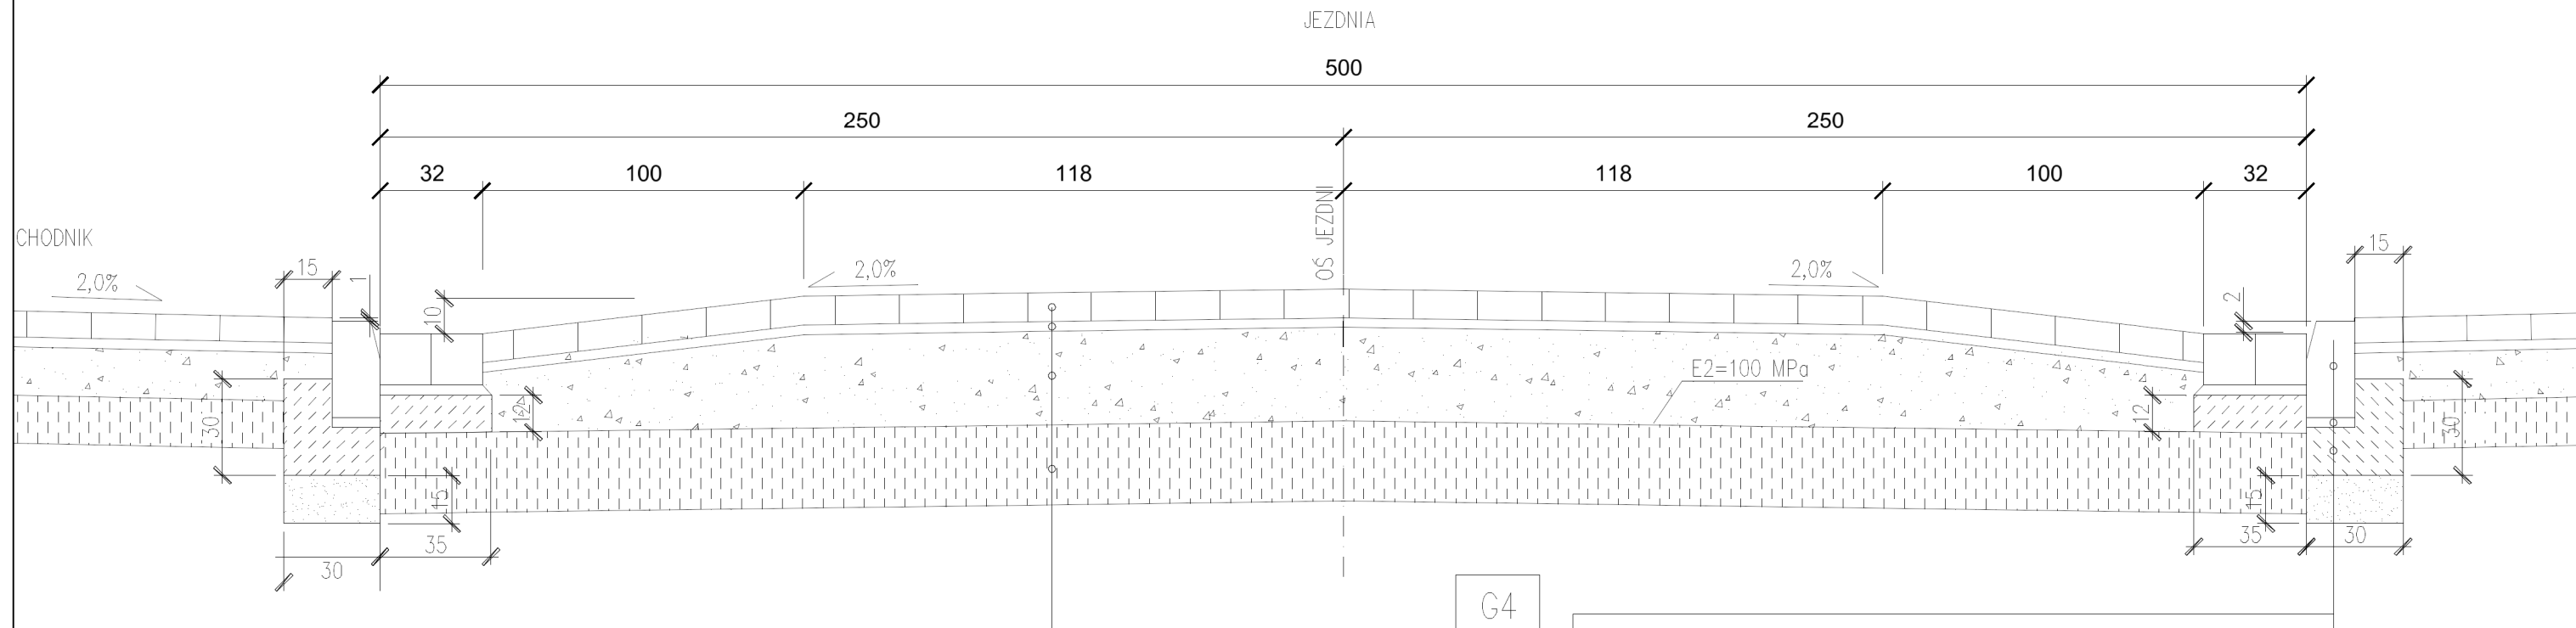 JEZDNIA
500
250 250
32 100 118 118 100 32
OŚ JEZDNI
CHODNIK
2,0% 15 1 2,0% 2,0% 15
10 2
E2=100 MPa
30 12 12 30
15 15
35 35 30
30
G4